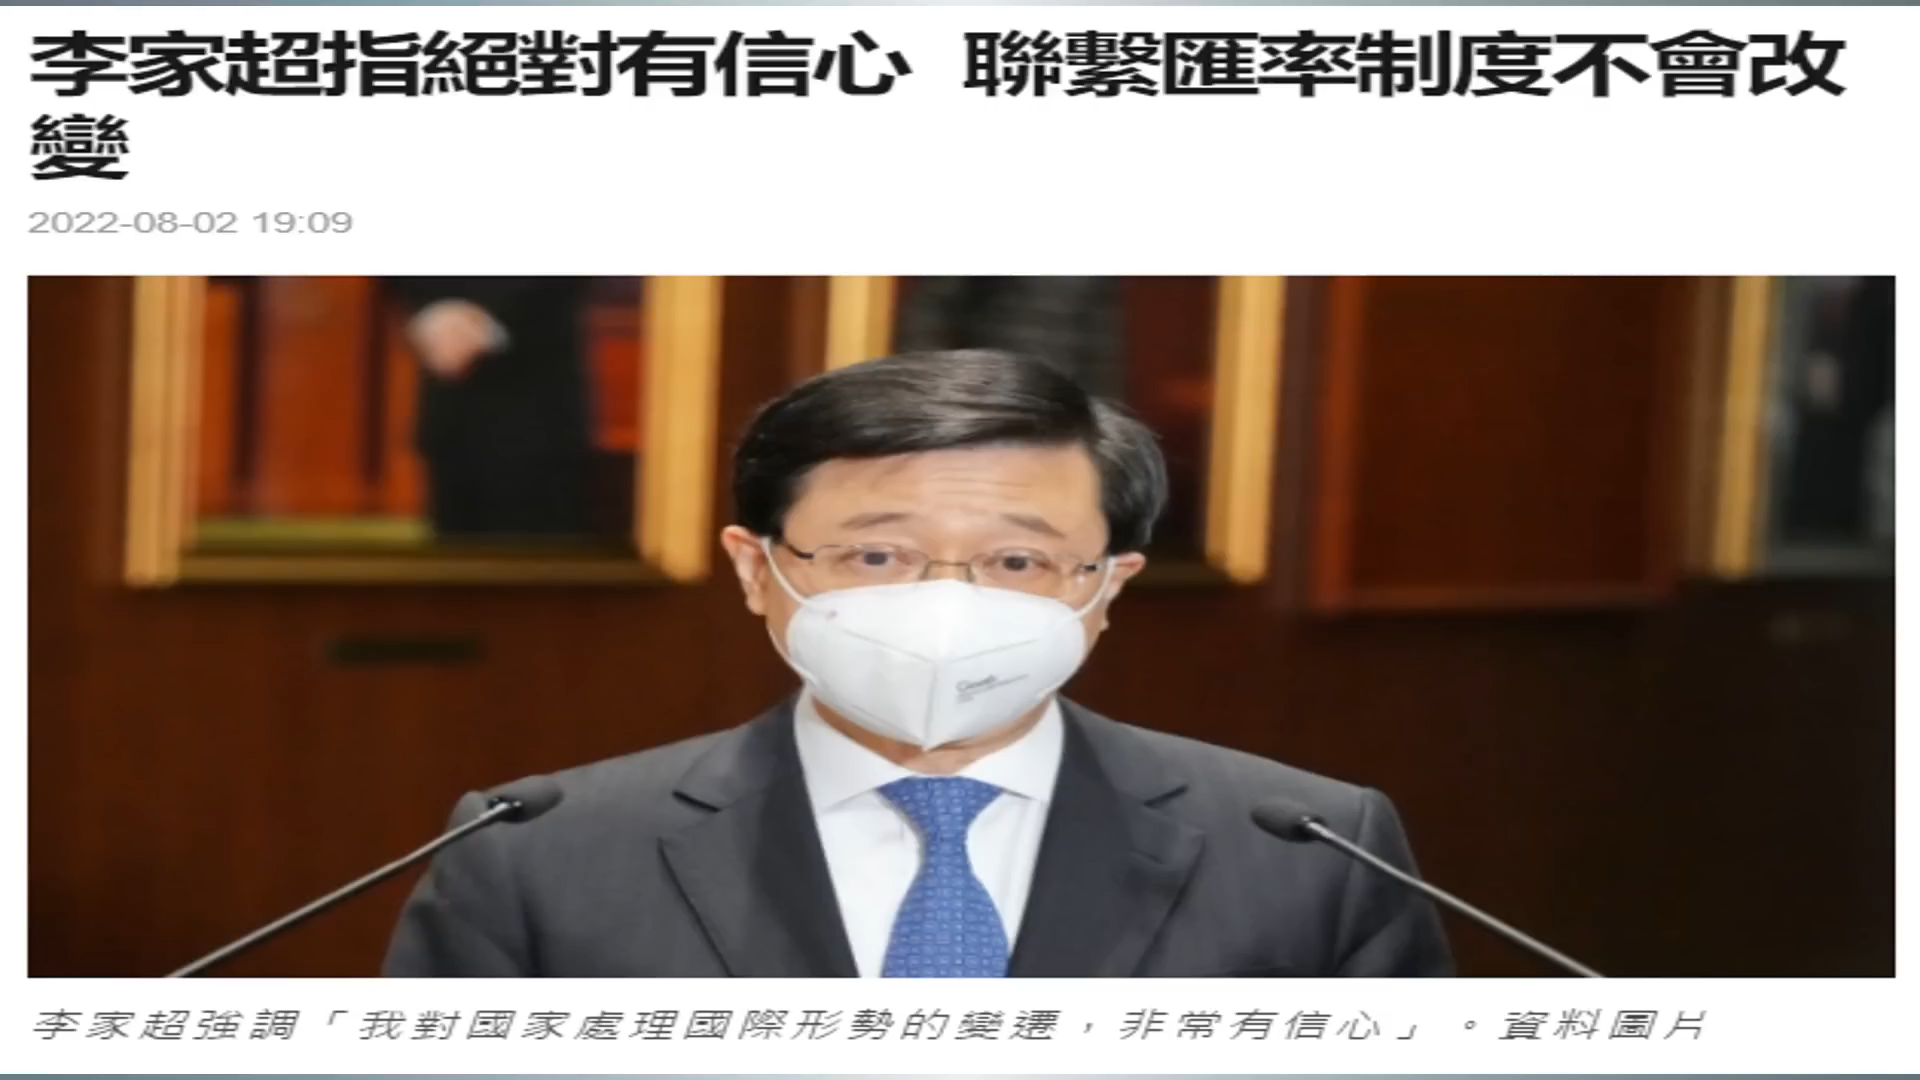 李家超指絕對有信心 聯繫匯率制度不會改
變
2022-08-02 19:09
李家超強調「我對國家處理國際形勢的變遷，非常有信心」。資料圖片